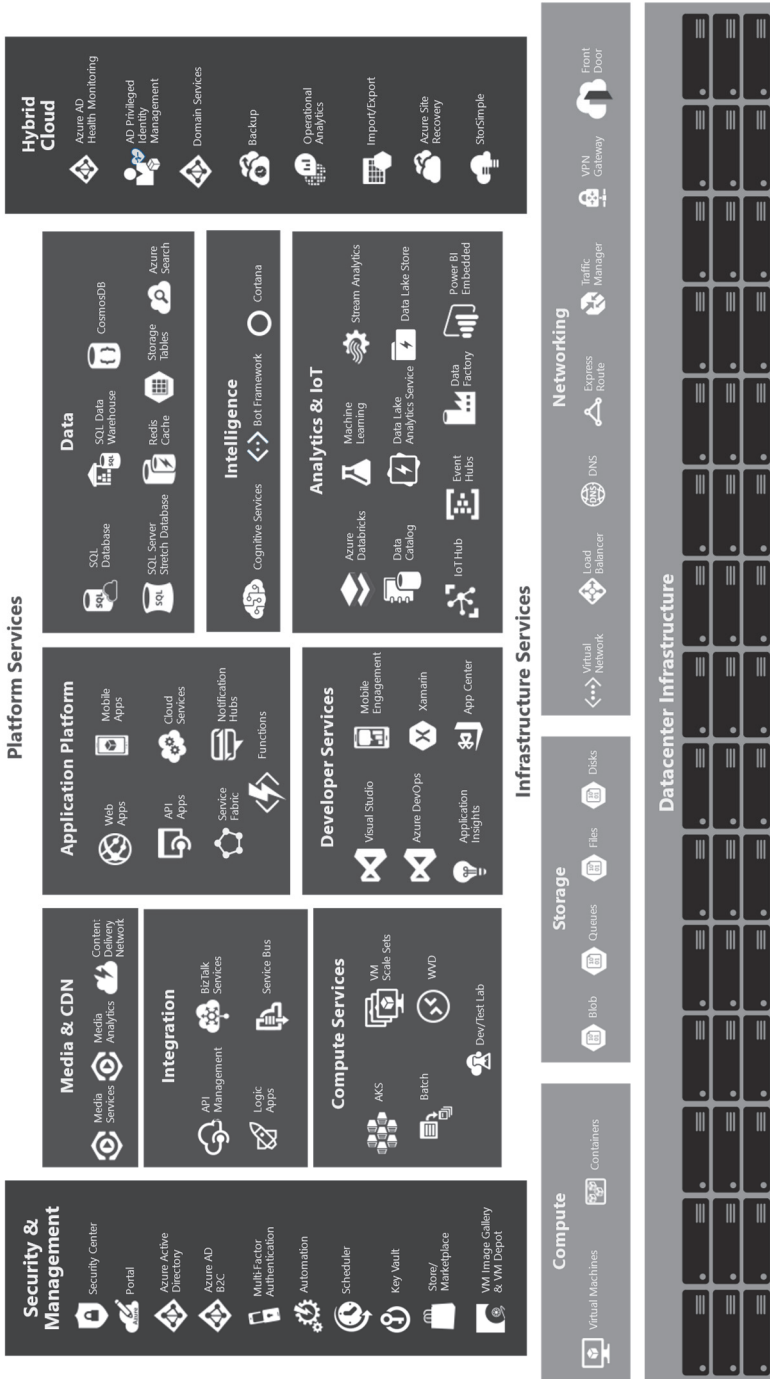 Platform Services
Security &
Management
Security Center
Portal
Azure Active
Directory
Azure AD
B2C
Multi-Factor
Authentication
Automation
Scheduler
Key Vault
Store/
Marketplace
VM Image Gallery
& VM Depot
Media & CDN
Media
Services
Media
Analytics
Content
Delivery
Network
Integration
API
Management
BizTalk
Services
Logic
Apps
Service Bus
Compute Services
AKS
VM
Scale Sets
Batch
WVD
Dev/Test Lab
Application Platform
Web
Apps
Mobile
Apps
API
Apps
Cloud
Services
Service
Fabric
Notification
Hubs
Functions
Developer Services
Visual Studio
Mobile
Engagement
Azure DevOps
Xamarin
Application
Insights
App Center
Data
SQL
Database
SQL Data
Warehouse
CosmosDB
SQL Server
Stretch Database
Redis
Cache
Storage
Tables
Azure
Search
SQL
SQL
SQL
Intelligence
Cognitive Services
Bot Framework
Cortana
Analytics & IoT
Azure
Databricks
Machine
Learning
Stream Analytics
Data
Catalog
Data Lake
Analytics Service
Data Lake Store
IoT Hub
Event
Hubs
Data
Factory
Power BI
Embedded
Hybrid
Cloud
Azure AD
Health Monitoring
AD Privileged
Identity
Management
Domain Services
Backup
Operational
Analytics
Import/Export
Azure Site
Recovery
StorSimple
Infrastructure Services
Compute
Virtual Machines
Containers
Storage
Blob
Queues
Files
Disks
Networking
Virtual
Network
Load
Balancer
DNS
DNS
Express
Route
Traffic
Manager
VPN
Gateway
Front
Door
Datacenter Infrastructure